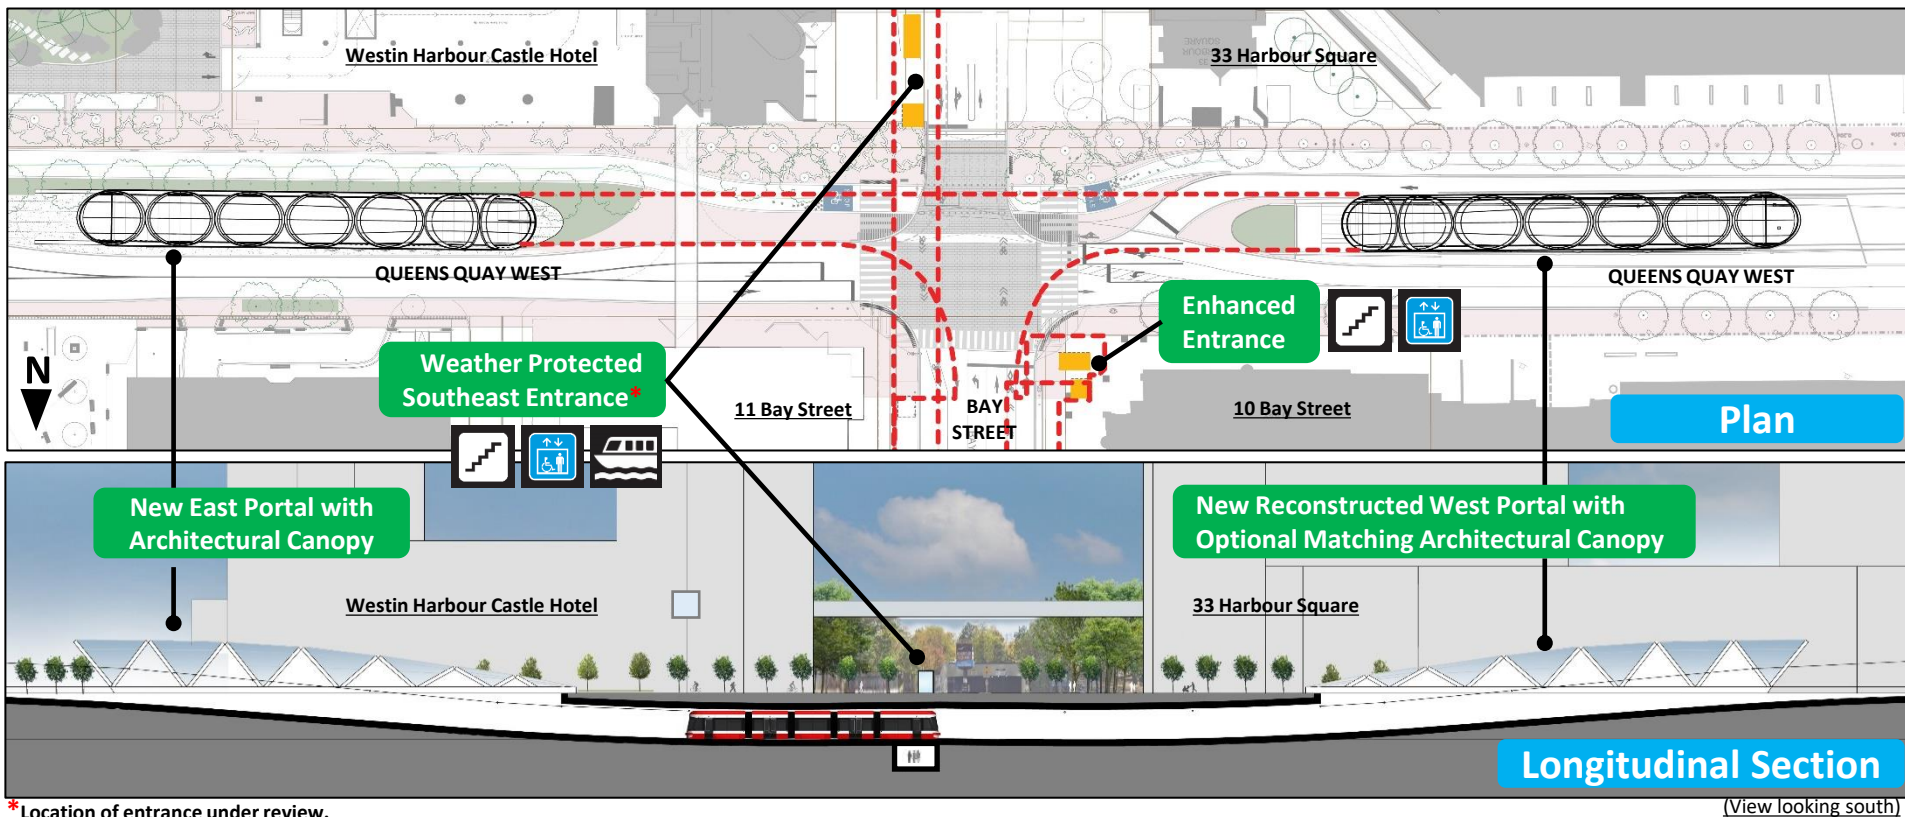 Westin Harbour Castle Hotel
33 Harbour Square
QUEENS QUAY WEST
QUEENS QUAY WEST
Enhanced
Entrance
N
Weather Protected
Southeast Entrance*
11 Bay Street
BAY
STREET
10 Bay Street
Plan
New East Portal with
Architectural Canopy
New Reconstructed West Portal with
Optional Matching Architectural Canopy
Westin Harbour Castle Hotel
33 Harbour Square
Longitudinal Section
*Location of entrance under review.
(View looking south)